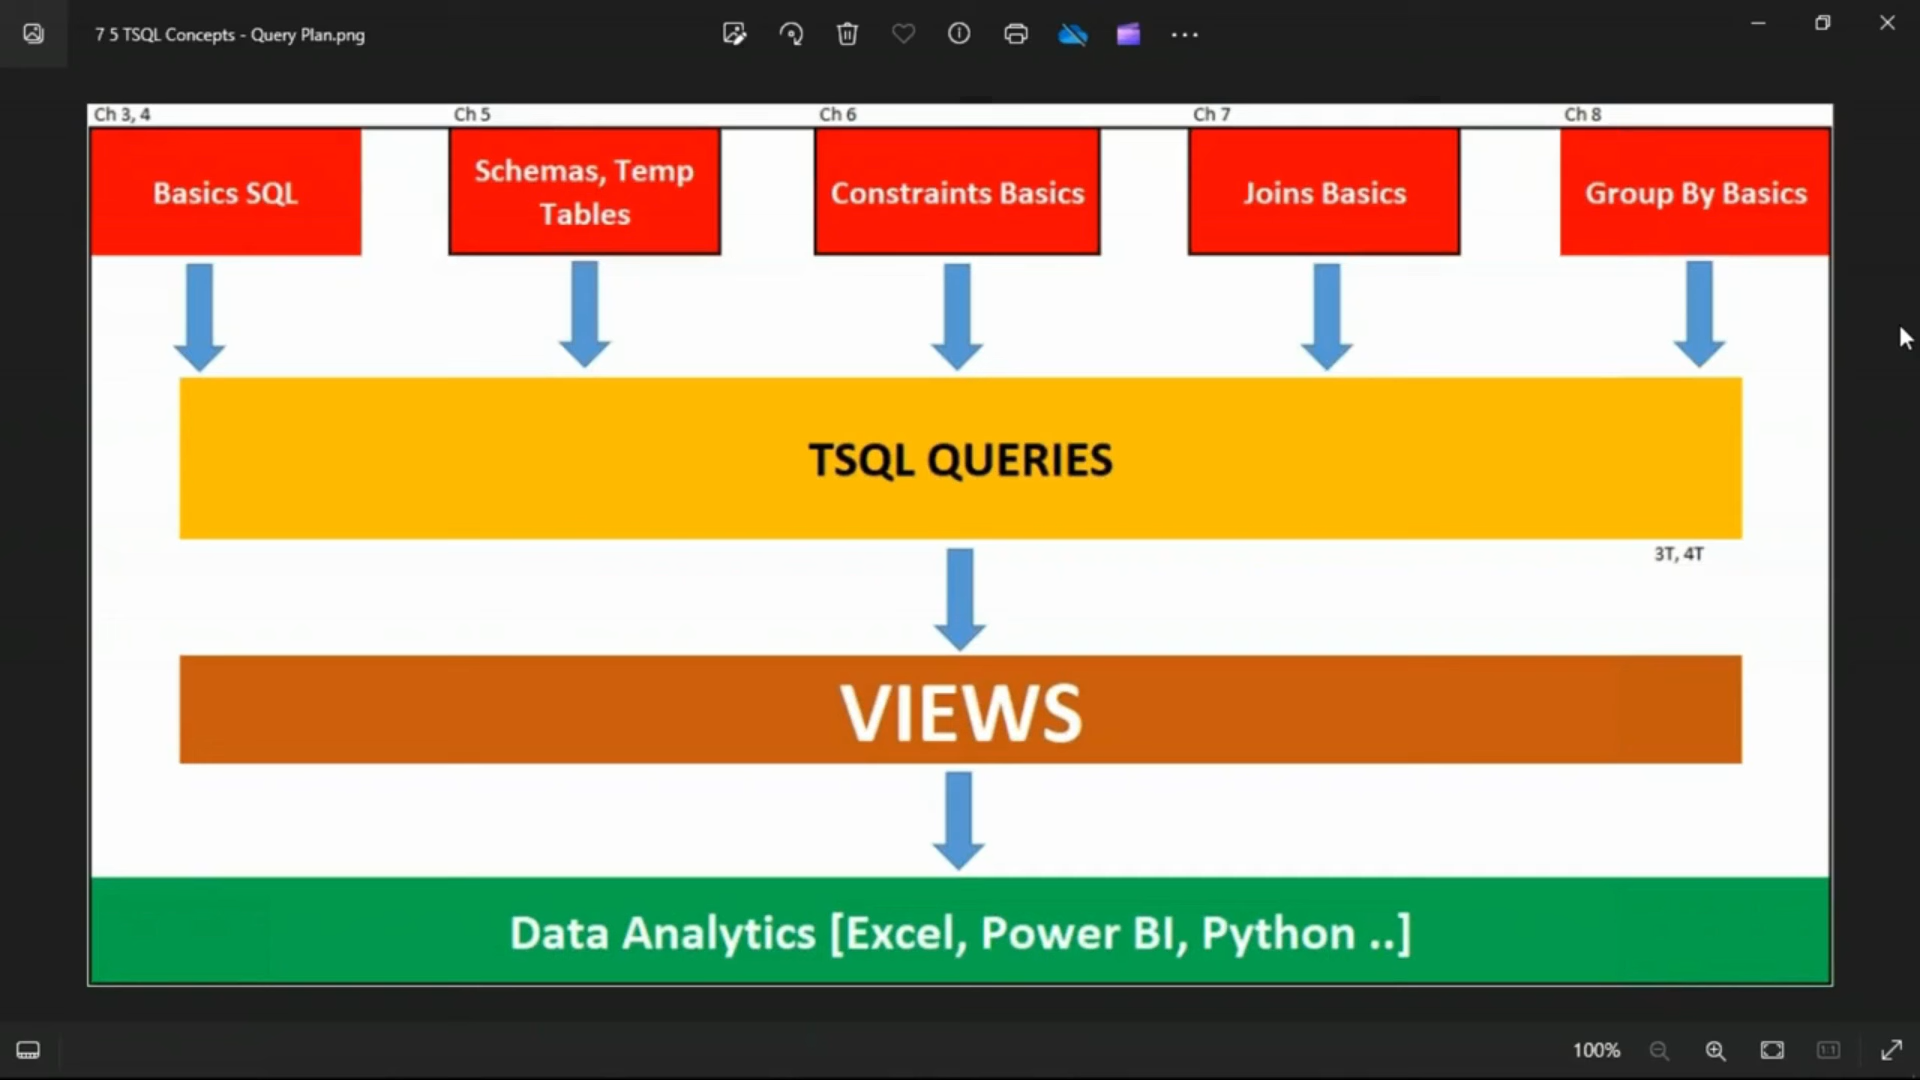 7 5 TSQL Concepts - Query Plan.png
Ch 3, 4
Ch 5
Ch 6
Ch 7
Ch 8
Basics SQL
Schemas, Temp
Tables
Constraints Basics
Joins Basics
Group By Basics
TSQL QUERIES
3T, 4T
VIEWS
Data Analytics [Excel, Power BI, Python ..]
100%
1:1